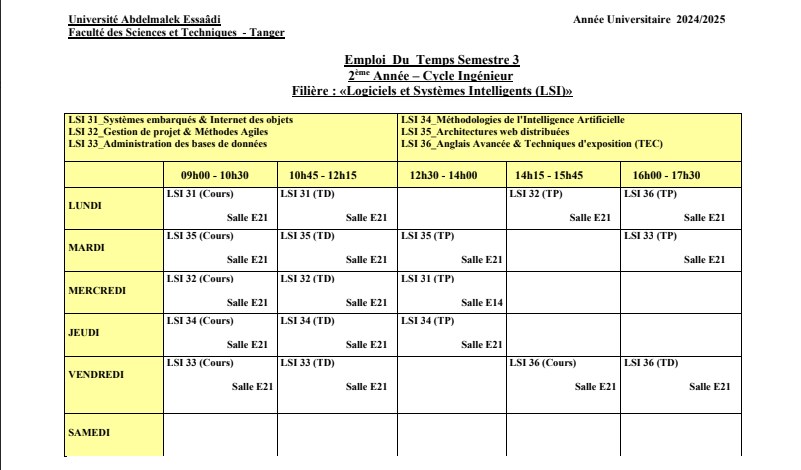 Université Abdelmalek Essaâdi
Année Universitaire 2024/2025
Faculté des Sciences et Techniques - Tanger
Emploi Du Temps Semestre 3
2ème Année – Cycle Ingénieur
Filière : «Logiciels et Systèmes Intelligents (LSI)»
LSI 31_Systèmes embarqués & Internet des objets
LSI 32_Gestion de projet & Méthodes Agiles
LSI 33_Administration des bases de données
LSI 34_Méthodologies de l'Intelligence Artificielle
LSI 35_Architectures web distribuées
LSI 36_Anglais Avancée & Techniques d'exposition (TEC)
09h00 - 10h30 10h45 - 12h15 12h30 - 14h00 14h15 - 15h45 16h00 - 17h30
LUNDI
LSI 31 (Cours) LSI 31 (TD) LSI 32 (TP) LSI 36 (TP)
Salle E21 Salle E21 Salle E21 Salle E21
MARDI
LSI 35 (Cours) LSI 35 (TD) LSI 35 (TP) LSI 33 (TP)
Salle E21 Salle E21 Salle E21 Salle E21
MERCREDI
LSI 32 (Cours) LSI 32 (TD) LSI 31 (TP)
Salle E21 Salle E21 Salle E14
JEUDI
LSI 34 (Cours) LSI 34 (TD) LSI 34 (TP)
Salle E21 Salle E21 Salle E21
VENDREDI
LSI 33 (Cours) LSI 33 (TD) LSI 36 (Cours) LSI 36 (TD)
Salle E21 Salle E21 Salle E21 Salle E21
SAMEDI